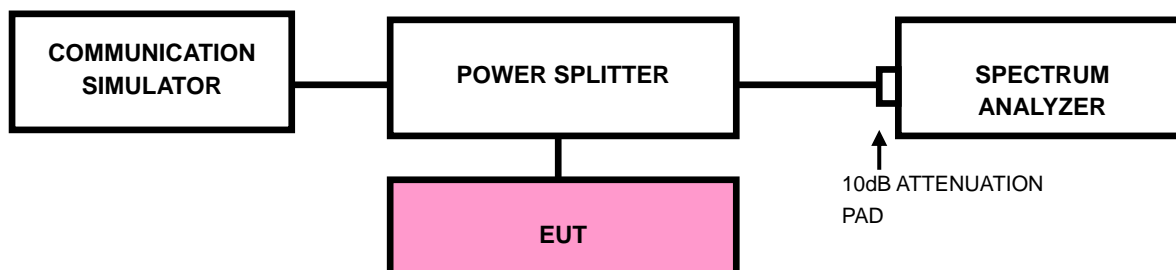 COMMUNICATION
SIMULATOR
POWER SPLITTER
SPECTRUM
ANALYZER
10dB ATTENUATION
PAD
EUT